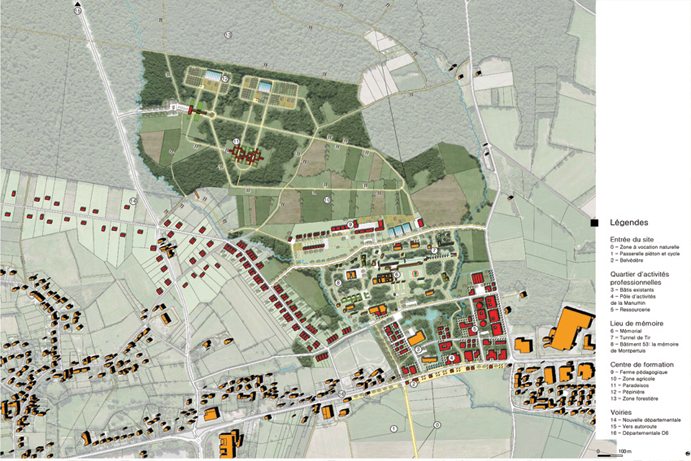 Légendes
Entrée du site
0 – Zone à vocation naturelle
1 – Passerelle piéton et cycle
2 – Belvédère
Quartier d'activités
professionnelles
3 – Bâtis existants
4 – Pôle d'activités
de la Manurhin
5 – Ressourcerie
Lieu de mémoire
6 – Mémorial
7 – Tunnel de Tir
8 – Bâtiment 53: la mémoire
de Montpertuis
Centre de formation
9 – Ferme pédagogique
10 – Zone agricole
11 – Paradeisos
12 – Pépinière
13 – Zone forestière
Voiries
14 – Nouvelle départementale
15 – Vers autoroute
16 – Départementale D6
0 100m